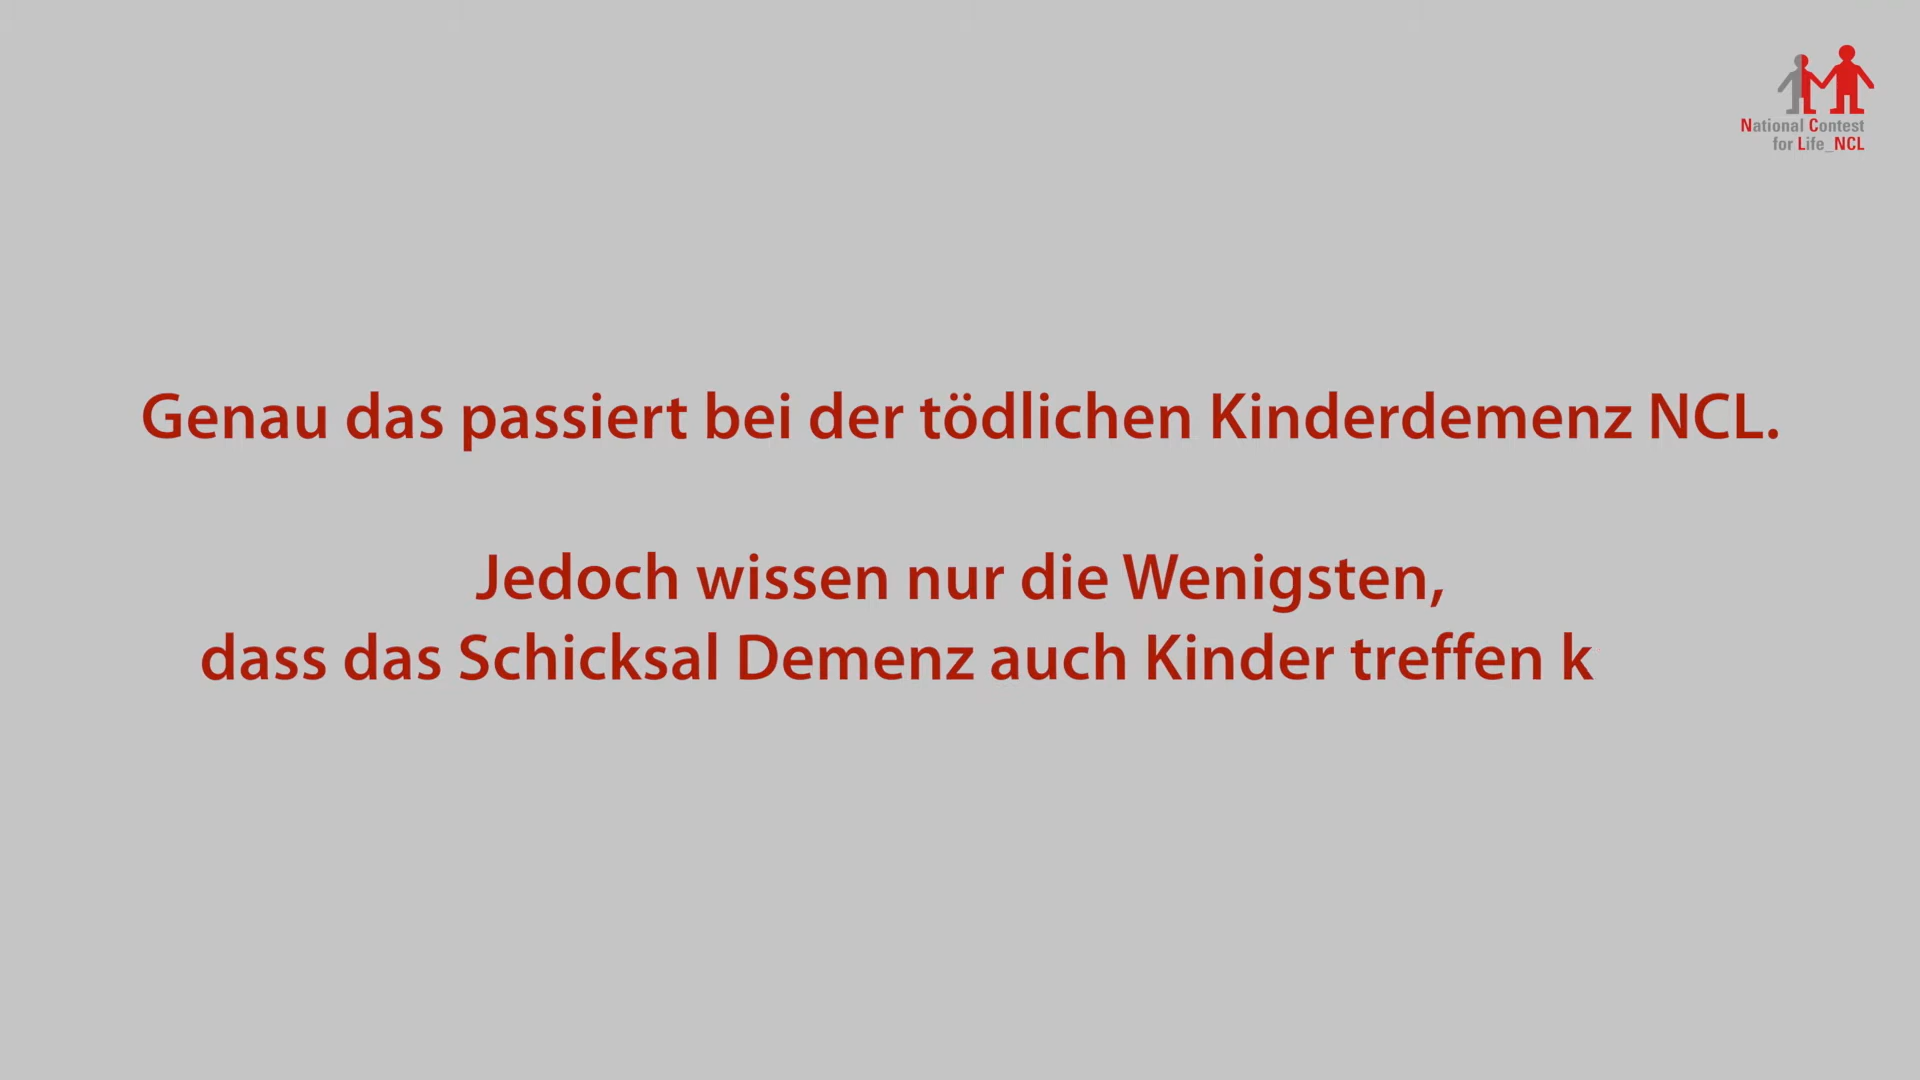 National Contest
for Life_NCL
Genau das passiert bei der tödlichen Kinderdemenz NCL.
Jedoch wissen nur die Wenigsten,
dass das Schicksal Demenz auch Kinder treffen k